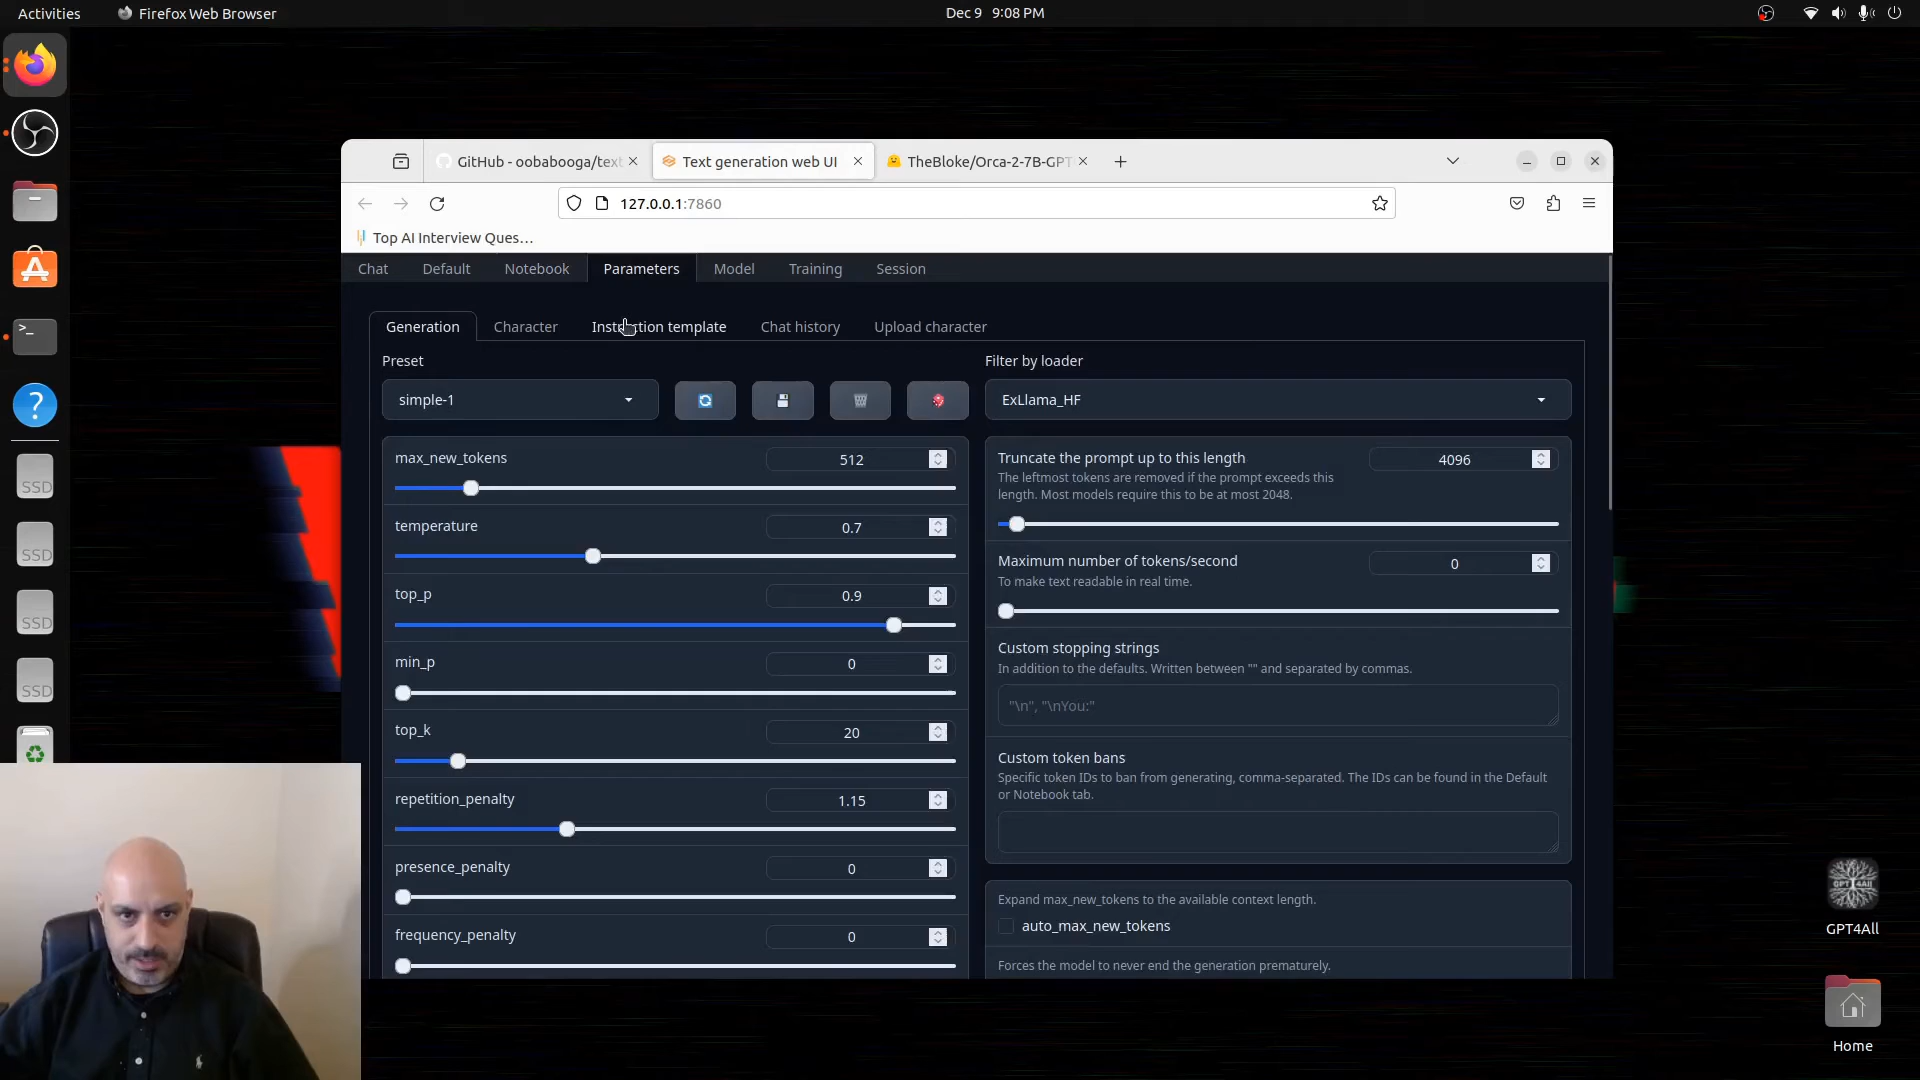 Activities
Firefox Web Browser
Dec 9 9:08 PM
GitHub - oobabooga/text
Text generation web UI
TheBloke/Orca-2-7B-GPT
127.0.0.1:7860
Top AI Interview Ques...
Chat
Default
Notebook
Parameters
Model
Training
Session
Generation
Character
Instruction template
Chat history
Upload character
Preset
Filter by loader
simple-1
ExLlama_HF
max_new_tokens
512
Truncate the prompt up to this length
4096
The leftmost tokens are removed if the prompt exceeds this
length. Most models require this to be at most 2048.
temperature
0.7
Maximum number of tokens/second
0
To make text readable in real time.
top_p
0.9
Custom stopping strings
In addition to the defaults. Written between "" and separated by commas.
"\n", "\nYou:"
min_p
0
top_k
20
Custom token bans
Specific token IDs to ban from generating, comma-separated. The IDs can be found in the Default
or Notebook tab.
repetition_penalty
1.15
presence_penalty
0
Expand max_new_tokens to the available context length.
auto_max_new_tokens
frequency_penalty
0
Forces the model to never end the generation prematurely.
SSD
SSD
SSD
SSD
GPT4All
GPT4All
Home